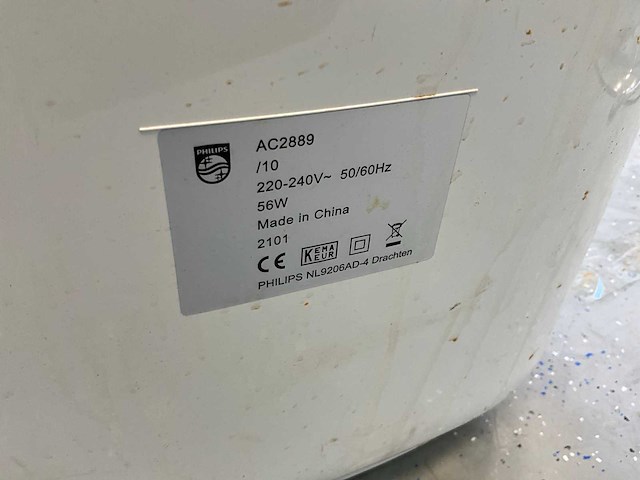 PHILIPS
AC2889
/10
220-240V~ 50/60Hz
56W
Made in China
2101
CE KEMA KEUR
PHILIPS NL9206AD-4 Drachten